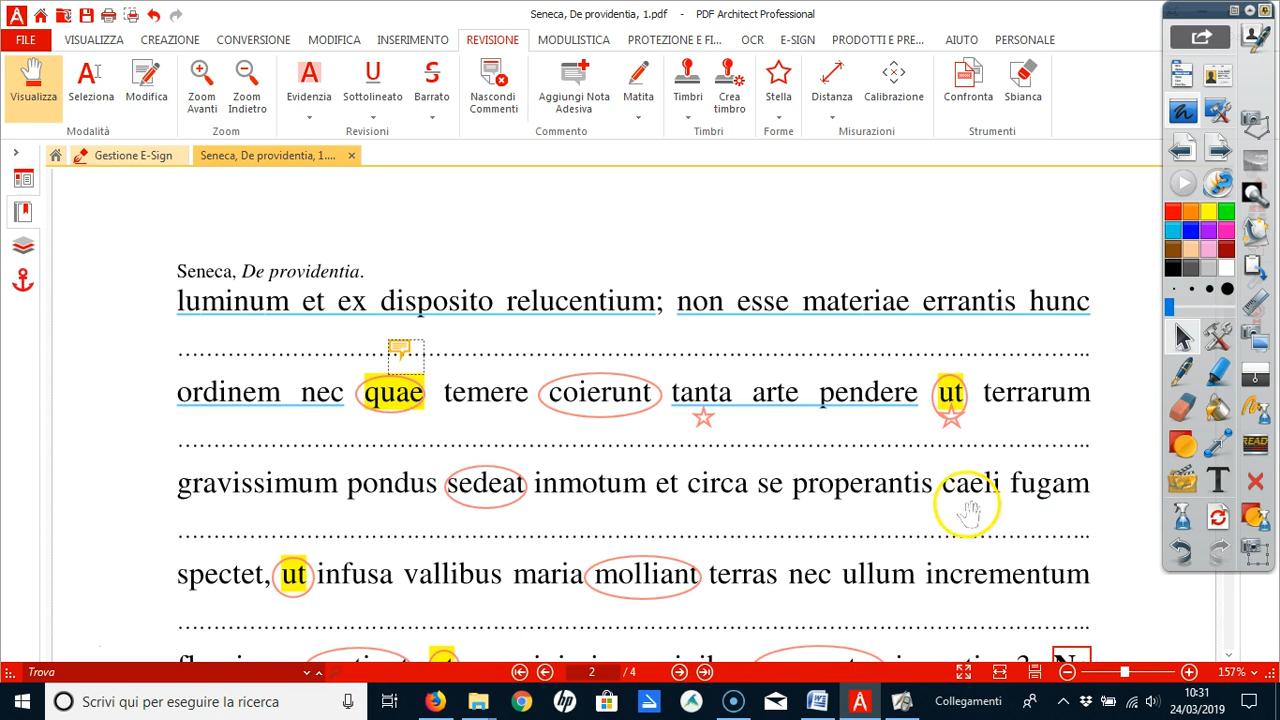 Seneca, De providentia, 1.pdf - PDF Architect Professional
FILE VISUALIZZA CREAZIONE CONVERSIONE MODIFICA INSERIMENTO REVISIONE MODULISTICA PROTEZIONE E FI... OCR E-SIGN PRODOTTI E PRE... AIUTO PERSONALE
Visualizza Seleziona Modifica Zoom Avanti Zoom Indietro Evidenzia Sottolineato Barrato Nascondi Commenti Aggiungi Nota Adesiva Matita Timbri Crea timbro Stella Distanza Calibrazione Confronta Sbianca
Modalità Zoom Revisioni Commento Timbri Forme Misurazioni Strumenti
Gestione E-Sign Seneca, De providentia, 1....
Seneca, De providentia.
luminum et ex disposito relucentium; non esse materiae errantis hunc
ordinem nec quae temere coierunt tanta arte pendere ut terrarum
gravissimum pondus sedeat inmotum et circa se properantis caeli fugam
spectet, ut infusa vallibus maria molliant terras nec ullum incrementum
READ
Trova 2 / 4 157%
Scrivi qui per eseguire la ricerca Collegamenti 10:31
24/03/2019